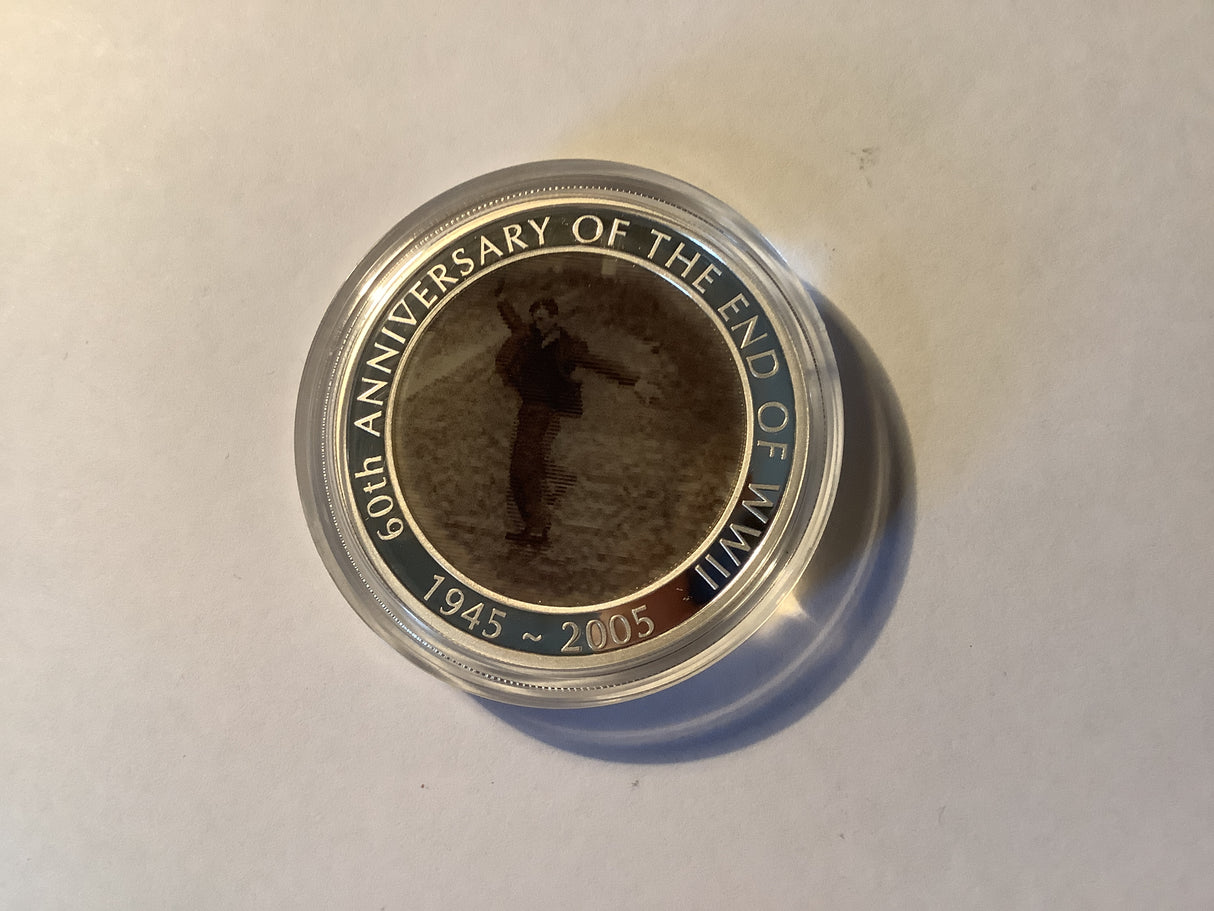 60th ANNIVERSARY OF THE END OF WWII
1945 ~ 2005